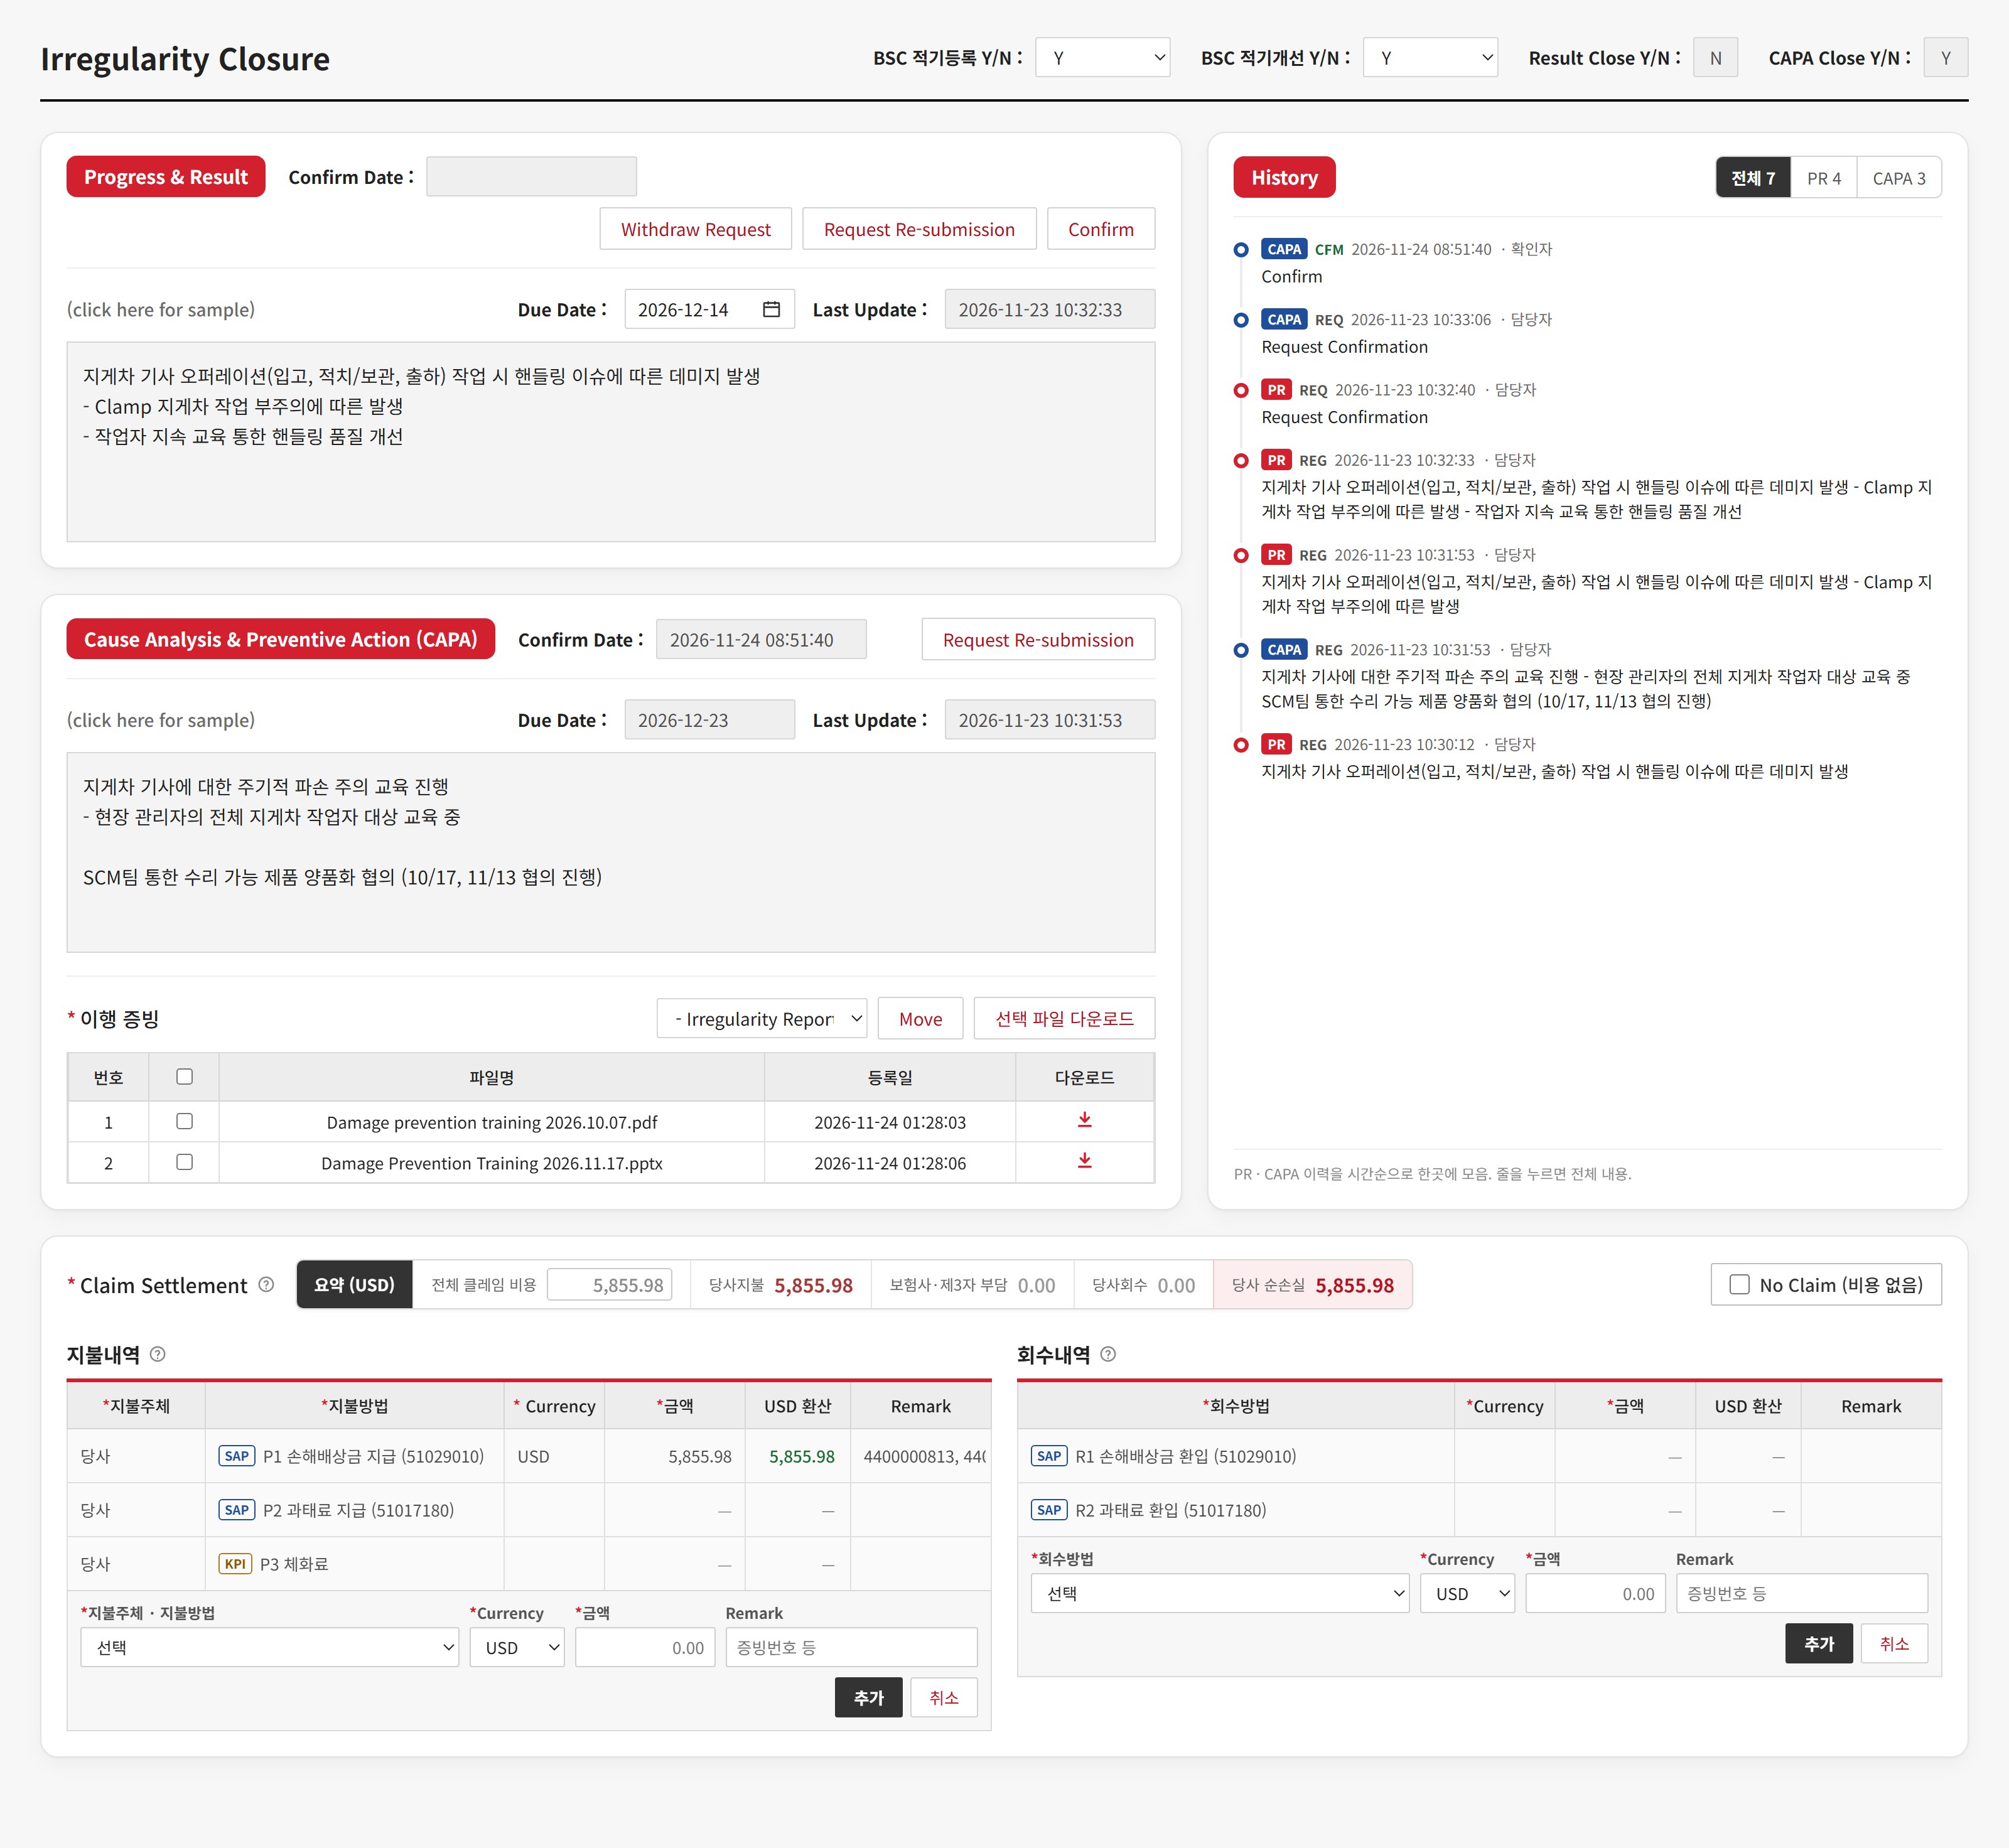 Irregularity Closure
BSC 적기등록 Y/N : Y BSC 적기개선 Y/N : Y Result Close Y/N : N CAPA Close Y/N : Y
Progress & Result Confirm Date :
Withdraw Request Request Re-submission Confirm
(click here for sample) Due Date : 2026-12-14 Last Update : 2026-11-23 10:32:33
지게차 기사 오퍼레이션(입고, 적치/보관, 출하) 작업 시 핸들링 이슈에 따른 데미지 발생
- Clamp 지게차 작업 부주의에 따른 발생
- 작업자 지속 교육 통한 핸들링 품질 개선
Cause Analysis & Preventive Action (CAPA) Confirm Date : 2026-11-24 08:51:40 Request Re-submission
(click here for sample) Due Date : 2026-12-23 Last Update : 2026-11-23 10:31:53
지게차 기사에 대한 주기적 파손 주의 교육 진행
- 현장 관리자의 전체 지게차 작업자 대상 교육 중
SCM팀 통한 수리 가능 제품 양품화 협의 (10/17, 11/13 협의 진행)
* 이행 증빙 - Irregularity Repor Move 선택 파일 다운로드
번호 파일명 등록일 다운로드
1 Damage prevention training 2026.10.07.pdf 2026-11-24 01:28:03
2 Damage Prevention Training 2026.11.17.pptx 2026-11-24 01:28:06
History 전체 7 PR 4 CAPA 3
CAPA CFM 2026-11-24 08:51:40 · 확인자
Confirm
CAPA REQ 2026-11-23 10:33:06 · 담당자
Request Confirmation
PR REQ 2026-11-23 10:32:40 · 담당자
Request Confirmation
PR REG 2026-11-23 10:32:33 · 담당자
지게차 기사 오퍼레이션(입고, 적치/보관, 출하) 작업 시 핸들링 이슈에 따른 데미지 발생 - Clamp 지
게차 작업 부주의에 따른 발생 - 작업자 지속 교육 통한 핸들링 품질 개선
PR REG 2026-11-23 10:31:53 · 담당자
지게차 기사 오퍼레이션(입고, 적치/보관, 출하) 작업 시 핸들링 이슈에 따른 데미지 발생 - Clamp 지
게차 작업 부주의에 따른 발생
CAPA REG 2026-11-23 10:31:53 · 담당자
지게차 기사에 대한 주기적 파손 주의 교육 진행 - 현장 관리자의 전체 지게차 작업자 대상 교육 중
SCM팀 통한 수리 가능 제품 양품화 협의 (10/17, 11/13 협의 진행)
PR REG 2026-11-23 10:30:12 · 담당자
지게차 기사 오퍼레이션(입고, 적치/보관, 출하) 작업 시 핸들링 이슈에 따른 데미지 발생
PR · CAPA 이력을 시간순으로 한곳에 모음. 줄을 누르면 전체 내용.
* Claim Settlement ? 요약 (USD) 전체 클레임 비용 5,855.98 당사지불 5,855.98 보험사·제3자 부담 0.00 당사회수 0.00 당사 순손실 5,855.98 No Claim (비용 없음)
지불내역 ?
*지불주체 *지불방법 * Currency *금액 USD 환산 Remark
당사 SAP P1 손해배상금 지급 (51029010) USD 5,855.98 5,855.98 4400000813, 440
당사 SAP P2 과태료 지급 (51017180) — —
당사 KPI P3 체화료 — —
*지불주체 · 지불방법 *Currency *금액 Remark
선택 USD 0.00 증빙번호 등
추가 취소
회수내역 ?
*회수방법 *Currency *금액 USD 환산 Remark
SAP R1 손해배상금 환입 (51029010) — —
SAP R2 과태료 환입 (51017180) — —
*회수방법 *Currency *금액 Remark
선택 USD 0.00 증빙번호 등
추가 취소